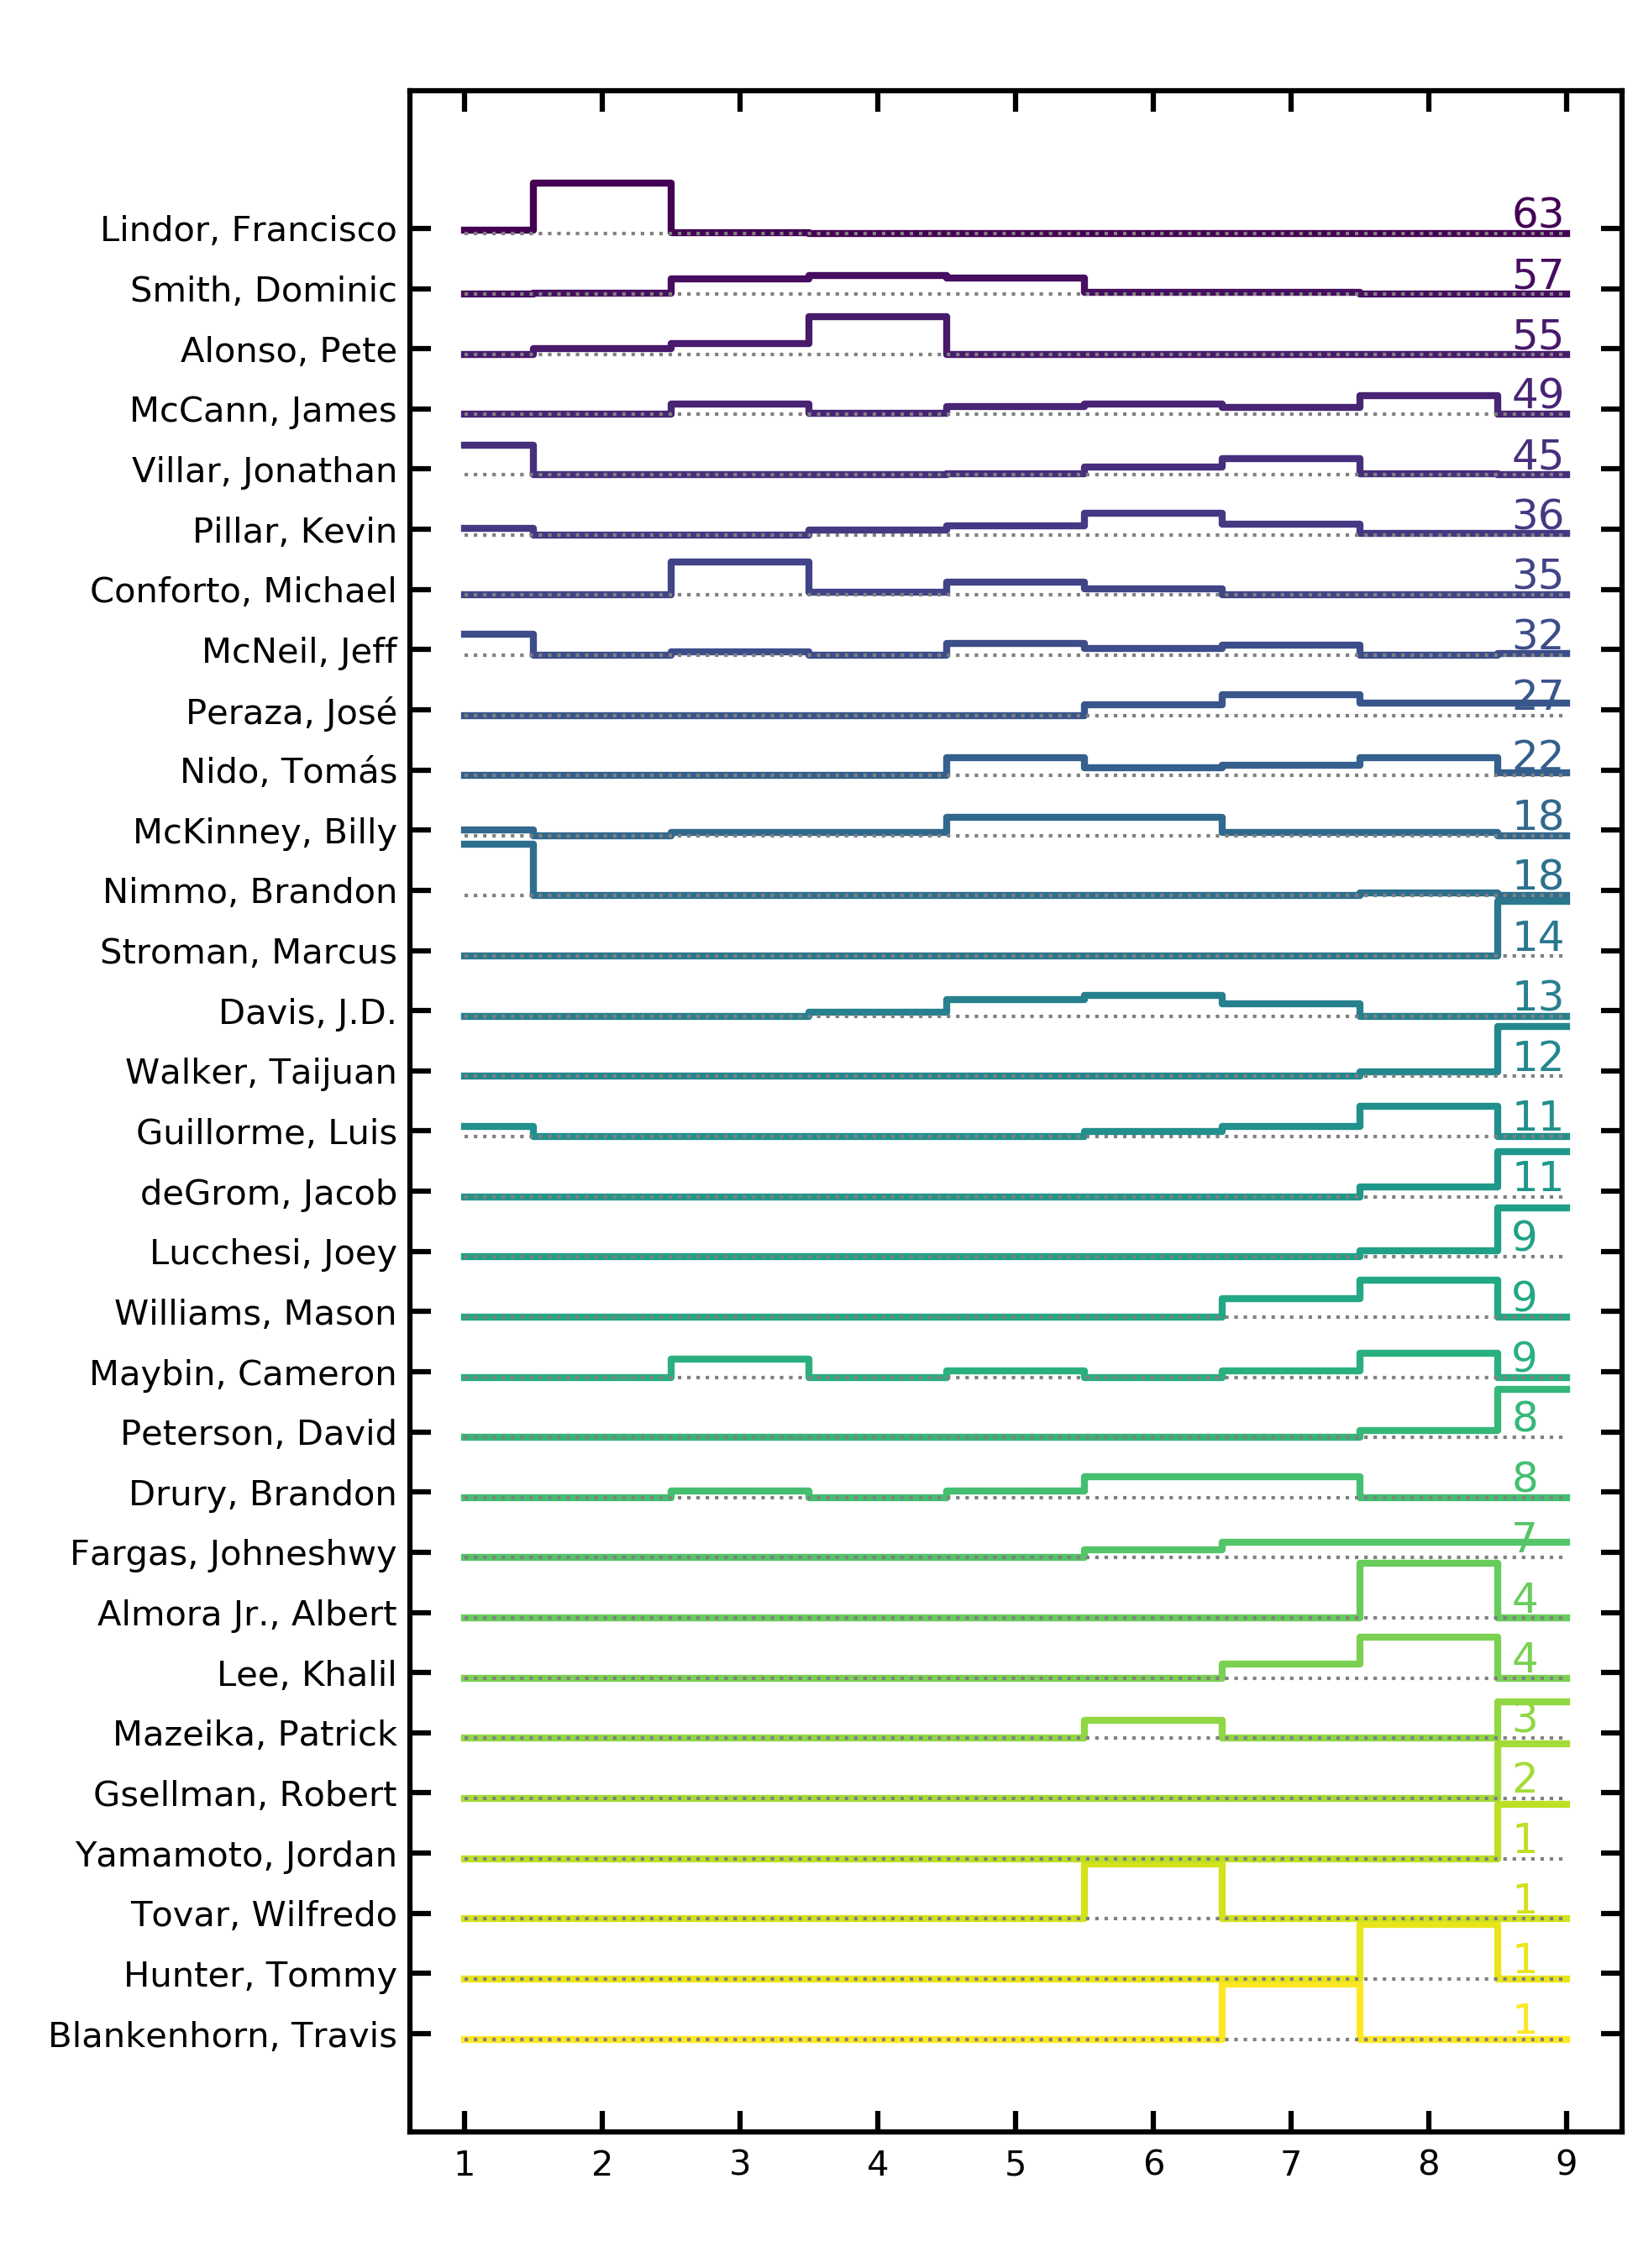 Lindor, Francisco 63
Smith, Dominic 57
Alonso, Pete 55
McCann, James 49
Villar, Jonathan 45
Pillar, Kevin 36
Conforto, Michael 35
McNeil, Jeff 32
Peraza, José 27
Nido, Tomás 22
McKinney, Billy 18
Nimmo, Brandon 18
Stroman, Marcus 14
Davis, J.D. 13
Walker, Taijuan 12
Guillorme, Luis 11
deGrom, Jacob 11
Lucchesi, Joey 9
Williams, Mason 9
Maybin, Cameron 9
Peterson, David 8
Drury, Brandon 8
Fargas, Johneshwy 7
Almora Jr., Albert 4
Lee, Khalil 4
Mazeika, Patrick 3
Gsellman, Robert 2
Yamamoto, Jordan 1
Tovar, Wilfredo 1
Hunter, Tommy 1
Blankenhorn, Travis 1
1 2 3 4 5 6 7 8 9